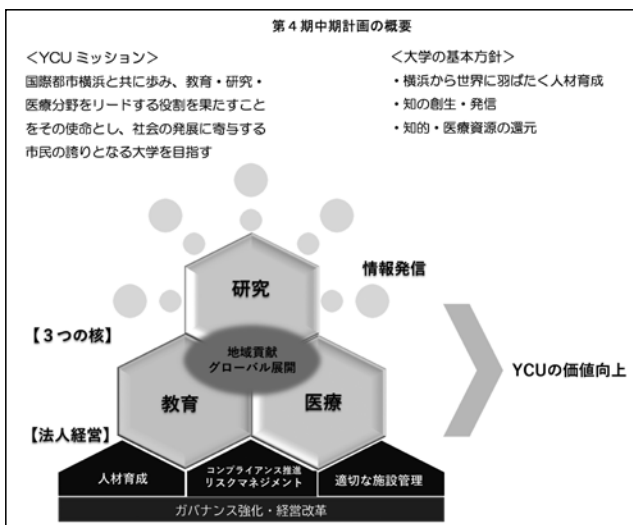 第4期中期計画の概要
＜YCUミッション＞
国際都市横浜と共に歩み、教育・研究・
医療分野をリードする役割を果たすこと
をその使命とし、社会の発展に寄与する
市民の誇りとなる大学を目指す
＜大学の基本方針＞
・横浜から世界に羽ばたく人材育成
・知の創生・発信
・知的・医療資源の還元
情報発信
研究
【３つの核】
地域貢献
グローバル展開
教育
医療
YCUの価値向上
【法人経営】
人材育成
コンプライアンス推進
リスクマネジメント
適切な施設管理
ガバナンス強化・経営改革